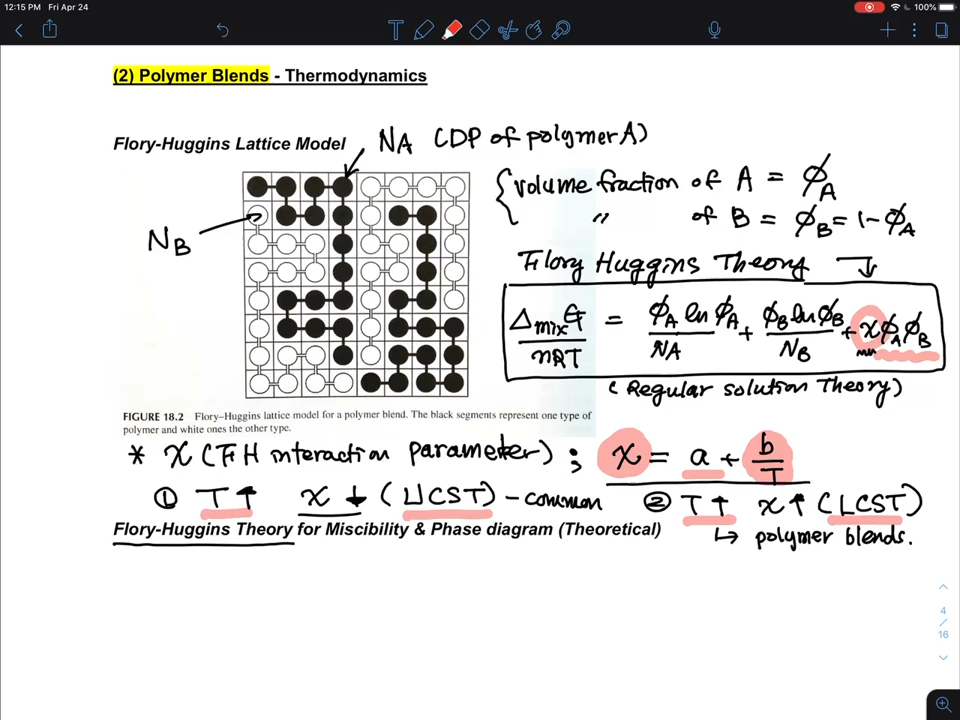 12:15 PM Fri Apr 24
100%
(2) Polymer Blends - Thermodynamics
Flory-Huggins Lattice Model
NA (DP of polymer A)
{volume fraction of A = ϕA
" of B = ϕB = 1-ϕA
NB
Flory Huggins Theory
ΔmixG/nRT = ϕA lnϕA/NA + ϕB lnϕB/NB + χϕAϕB
(Regular solution Theory)
FIGURE 18.2 Flory–Huggins lattice model for a polymer blend. The black segments represent one type of
polymer and white ones the other type.
* χ (FH interaction parameter) ; χ = a + b/T
① T↑ χ↓ (UCST) - common ② T↑ χ↑ (LCST)
Flory-Huggins Theory for Miscibility & Phase diagram (Theoretical)
↳ polymer blends.
4
/
16